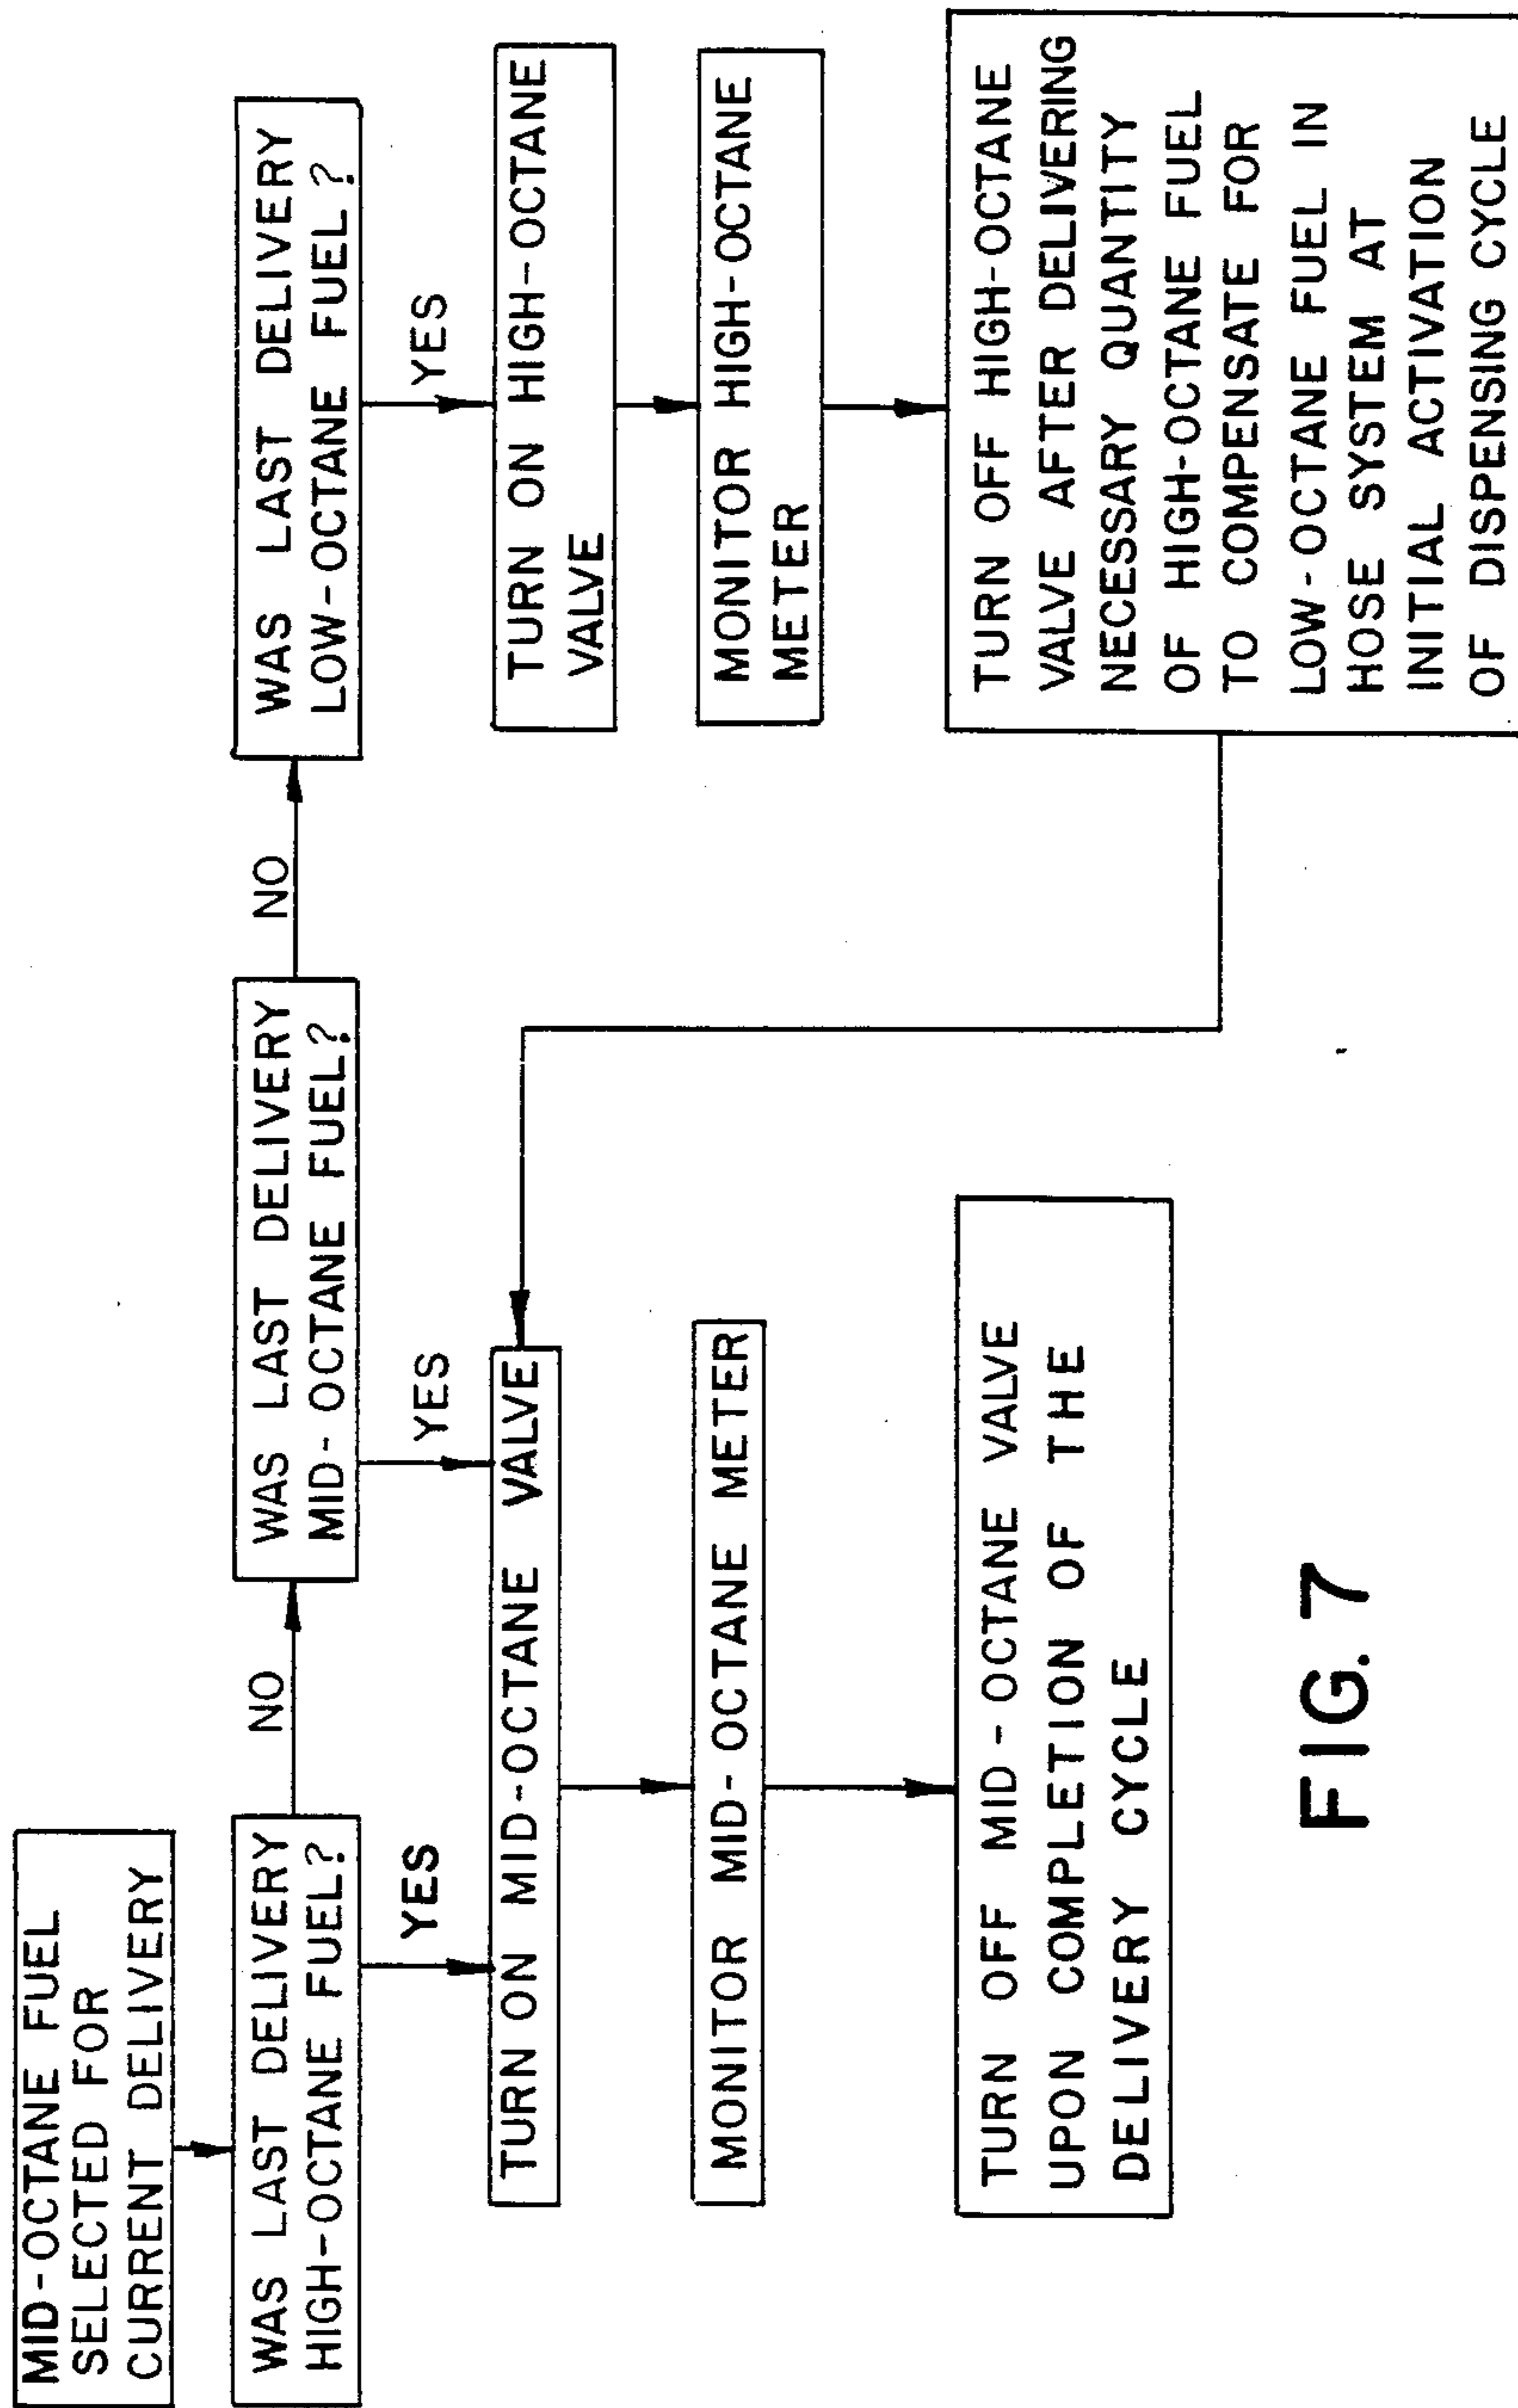 MID-OCTANE FUEL
SELECTED FOR
CURRENT DELIVERY
WAS LAST DELIVERY
HIGH-OCTANE FUEL?
NO
YES
WAS LAST DELIVERY
MID-OCTANE FUEL?
NO
YES
WAS LAST DELIVERY
LOW-OCTANE FUEL?
YES
TURN ON HIGH-OCTANE
VALVE
MONITOR HIGH-OCTANE
METER
TURN OFF HIGH-OCTANE
VALVE AFTER DELIVERING
NECESSARY QUANTITY
OF HIGH-OCTANE FUEL
TO COMPENSATE FOR
LOW-OCTANE FUEL IN
HOSE SYSTEM AT
INITIAL ACTIVATION
OF DISPENSING CYCLE
TURN ON MID-OCTANE VALVE
MONITOR MID-OCTANE METER
TURN OFF MID-OCTANE VALVE
UPON COMPLETION OF THE
DELIVERY CYCLE
FIG. 7